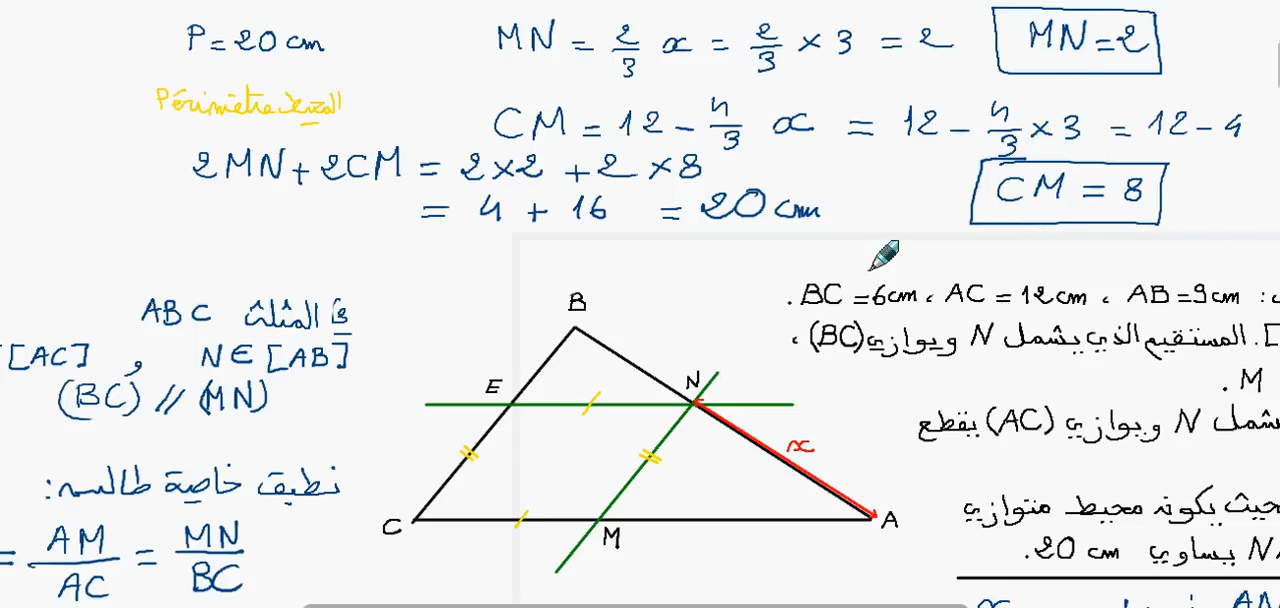 P = 20 cm
MN = 2/3 x = 2/3 × 3 = 2
MN = 2
Périmètre المحيط
CM = 12 - 4/3 x = 12 - 4/3 × 3 = 12 - 4
2MN + 2CM = 2×2 + 2×8
CM = 8
= 4 + 16 = 20 cm
AB = 9cm ، AC = 12cm ، BC = 6cm .
]. المستقيم الذي يشمل N ويوازي (BC) ،
M .
يشمل N ويوازي (AC) يقطع
حيث يكون محيط متوازي
يساوي 20 cm.
في المثلث ABC
N ∈ [AB] و [AC]
(BC) // (MN)
نطبق خاصة طالس:
= AM/AC = MN/BC
B
E
N
x
C
M
A